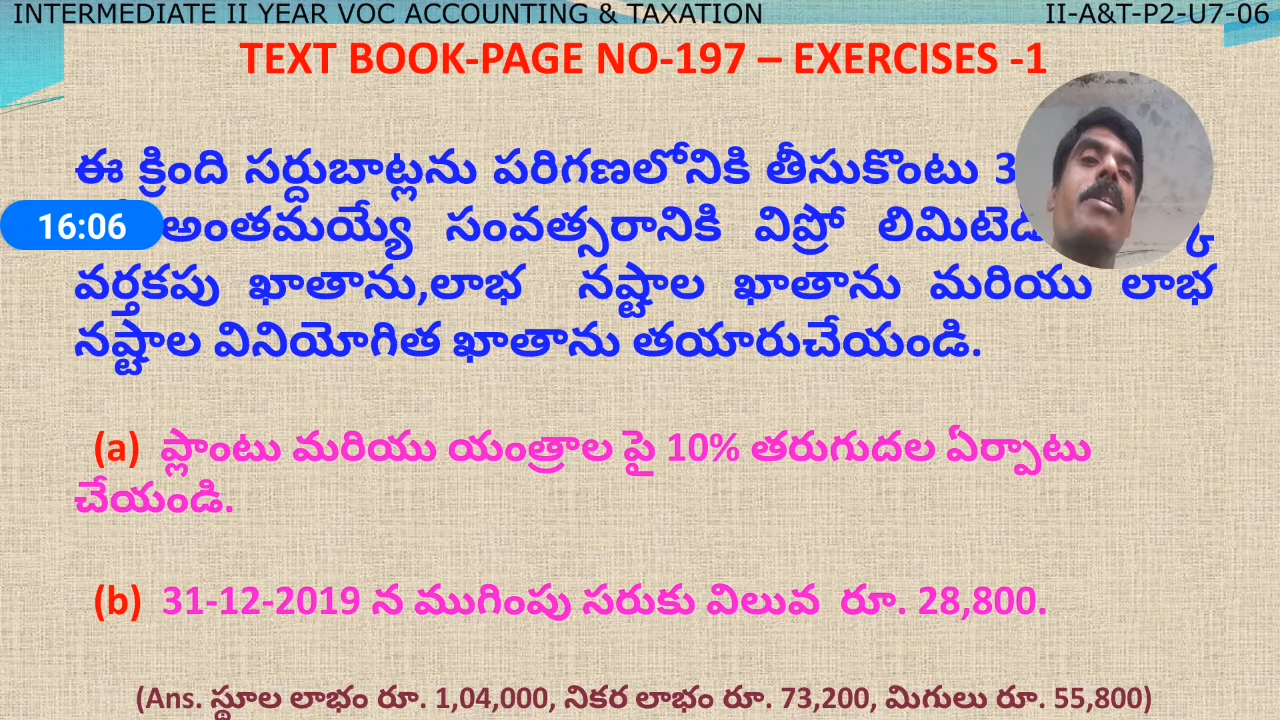 INTERMEDIATE II YEAR VOC ACCOUNTING & TAXATION II-A&T-P2-U7-06
TEXT BOOK-PAGE NO-197 – EXERCISES -1
ఈ క్రింది సర్దుబాట్లను పరిగణలోనికి తీసుకొంటు 3
16:06 అంతమయ్యే సంవత్సరానికి విప్రో లిమిటెడ్
వర్తకపు ఖాతాను,లాభ నష్టాల ఖాతాను మరియు లాభ
నష్టాల వినియోగిత ఖాతాను తయారుచేయండి.
(a) ప్లాంటు మరియు యంత్రాల పై 10% తరుగుదల ఏర్పాటు
చేయండి.
(b) 31-12-2019 న ముగింపు సరుకు విలువ రూ. 28,800.
(Ans. స్థూల లాభం రూ. 1,04,000, నికర లాభం రూ. 73,200, మిగులు రూ. 55,800)